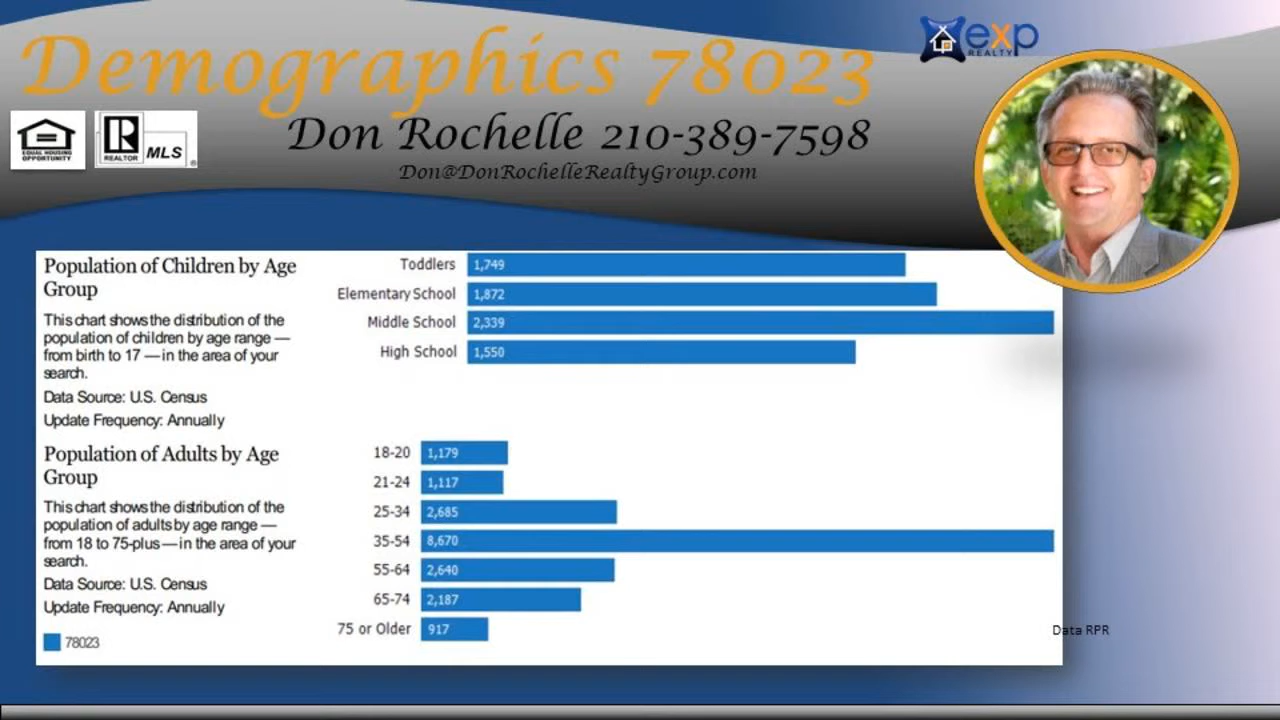 exp
REALTY
Demographics 78023
Don Rochelle 210-389-7598
Don@DonRochelleRealtyGroup.com
EQUAL HOUSING
OPPORTUNITY
R
REALTOR
MLS
®
Population of Children by Age
Group
This chart shows the distribution of the
population of children by age range —
from birth to 17 — in the area of your
search.
Data Source: U.S. Census
Update Frequency: Annually
Toddlers 1,749
Elementary School 1,872
Middle School 2,339
High School 1,550
Population of Adults by Age
Group
This chart shows the distribution of the
population of adults by age range —
from 18 to 75-plus — in the area of your
search.
Data Source: U.S. Census
Update Frequency: Annually
78023
18-20 1,179
21-24 1,117
25-34 2,685
35-54 8,670
55-64 2,640
65-74 2,187
75 or Older 917
Data RPR